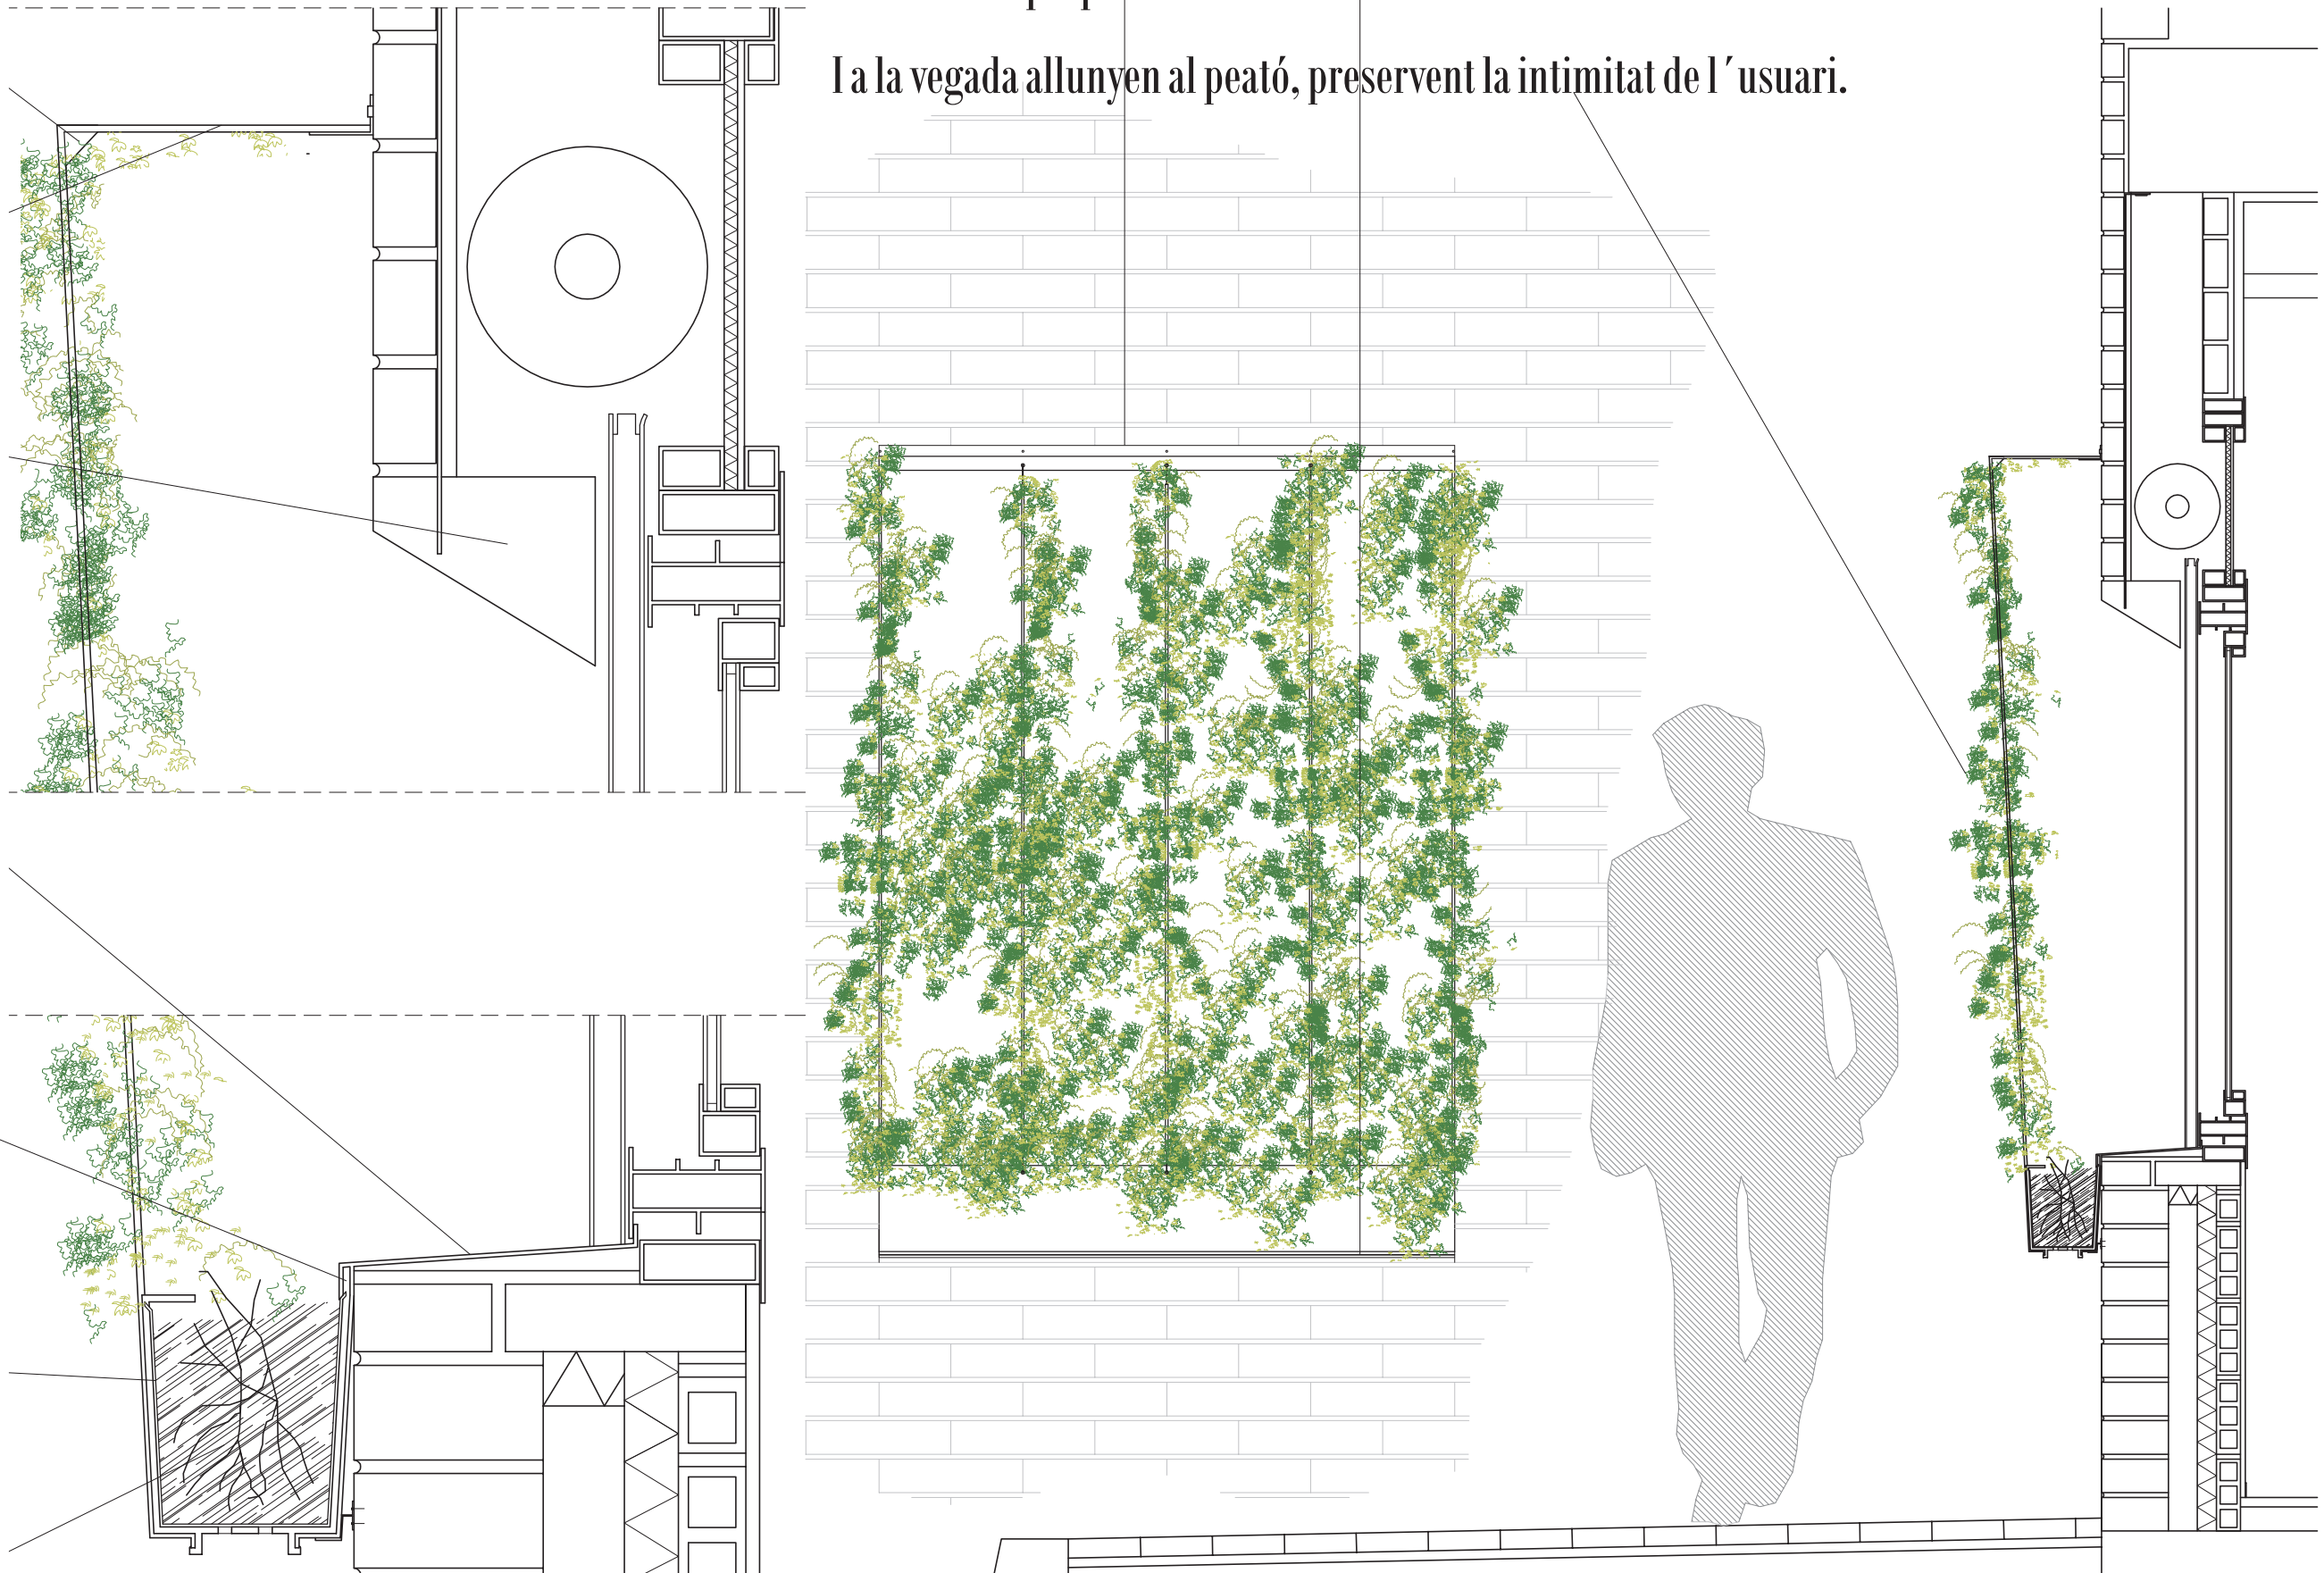 I a la vegada allunyen al peató, preservent la intimitat de l´usuari.